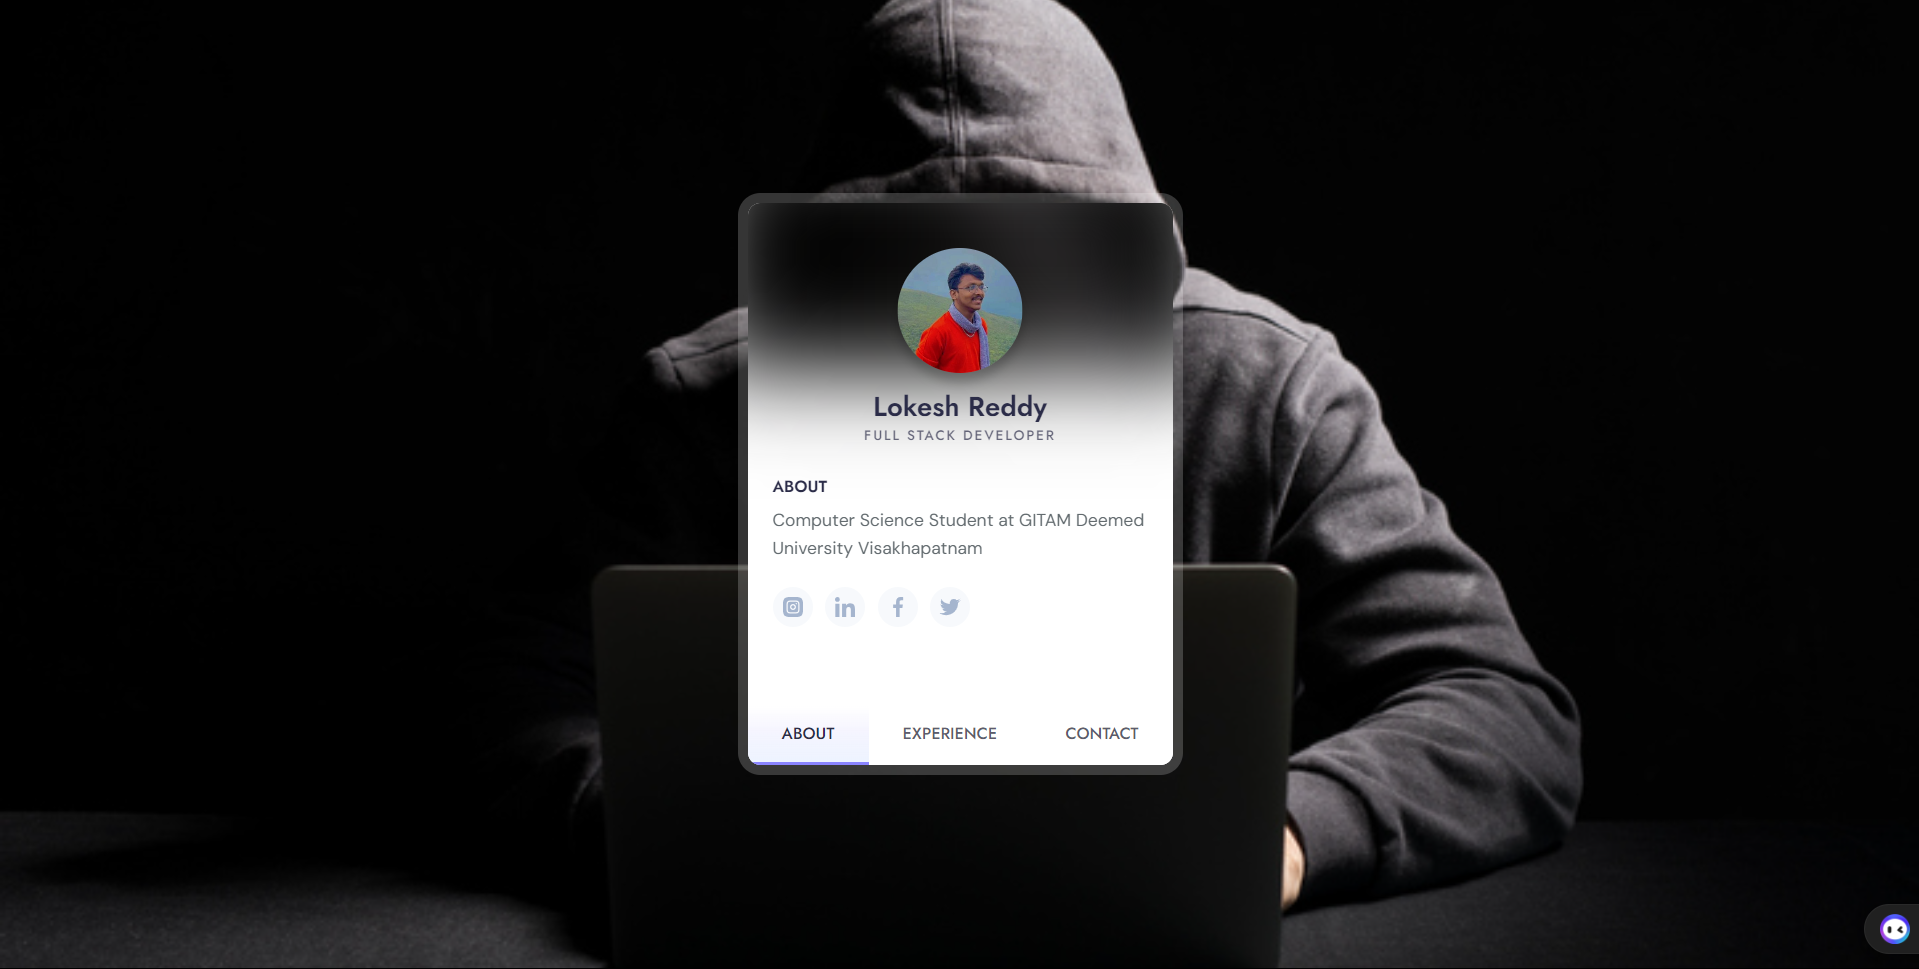 Lokesh Reddy
FULL STACK DEVELOPER
ABOUT
Computer Science Student at GITAM Deemed
University Visakhapatnam
ABOUT
EXPERIENCE
CONTACT